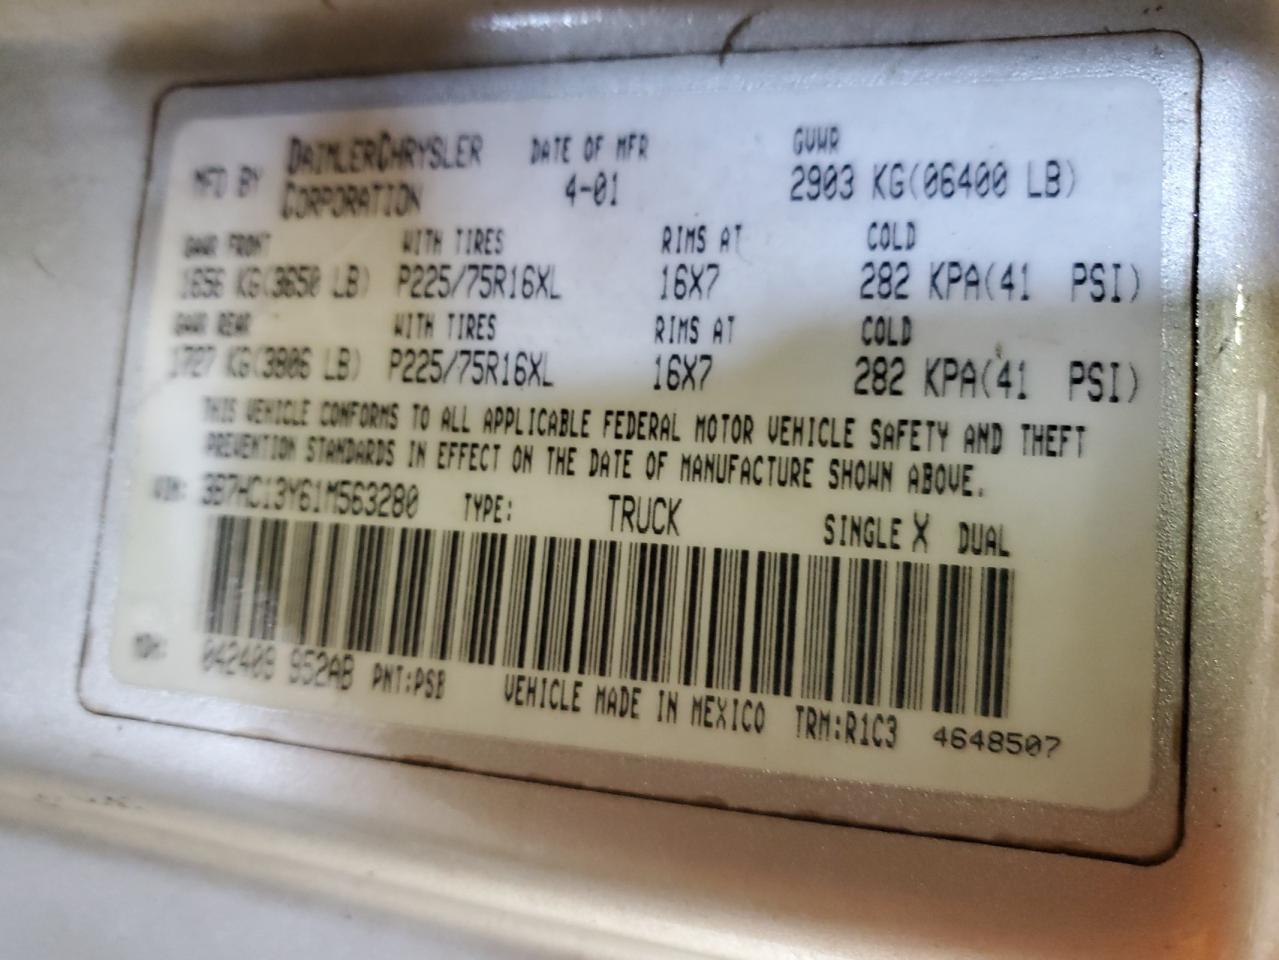 MFD BY DAIMLERCHRYSLER CORPORATION DATE OF MFR 4-01 GVWR 2903 KG(06400 LB)
GAWR FRONT WITH TIRES RIMS AT COLD
1656 KG(3650 LB) P225/75R16XL 16X7 282 KPA(41 PSI)
GAWR REAR WITH TIRES RIMS AT COLD
1727 KG(3806 LB) P225/75R16XL 16X7 282 KPA(41 PSI)
THIS VEHICLE CONFORMS TO ALL APPLICABLE FEDERAL MOTOR VEHICLE SAFETY AND THEFT
PREVENTION STANDARDS IN EFFECT ON THE DATE OF MANUFACTURE SHOWN ABOVE.
VIN: 3B7HC13Y61M563280 TYPE: TRUCK SINGLE X DUAL
MDH: 042409 952AB PNT:PSB VEHICLE MADE IN MEXICO TRM:R1C3 4648507